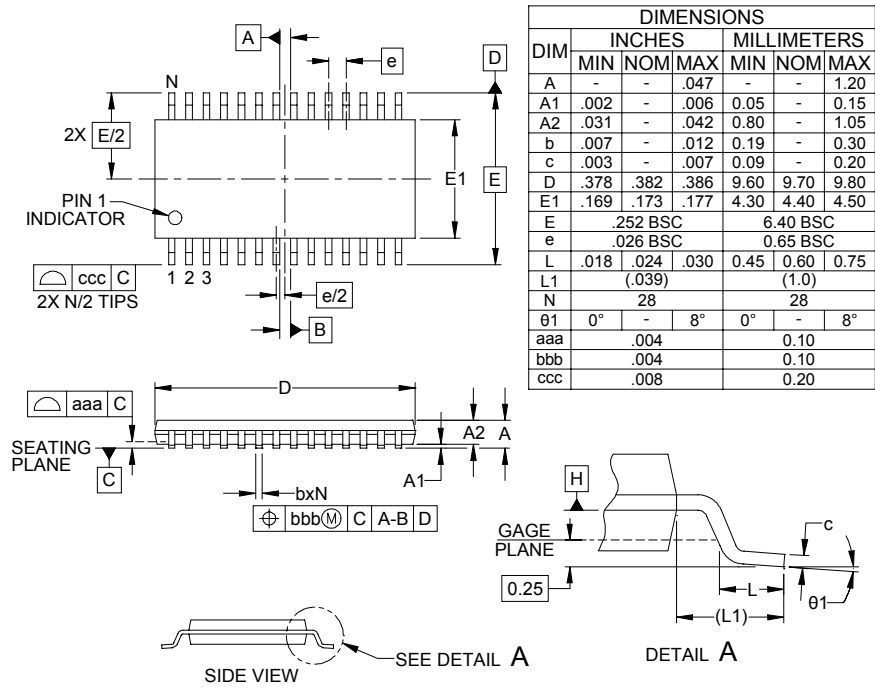 A
e
D
N
2X E/2
E1
E
PIN 1
INDICATOR
ccc C
2X N/2 TIPS
1 2 3
e/2
B
DIMENSIONS
DIM INCHES MILLIMETERS
MIN NOM MAX MIN NOM MAX
A - - .047 - - 1.20
A1 .002 - .006 0.05 - 0.15
A2 .031 - .042 0.80 - 1.05
b .007 - .012 0.19 - 0.30
c .003 - .007 0.09 - 0.20
D .378 .382 .386 9.60 9.70 9.80
E1 .169 .173 .177 4.30 4.40 4.50
E .252 BSC 6.40 BSC
e .026 BSC 0.65 BSC
L .018 .024 .030 0.45 0.60 0.75
L1 (.039) (1.0)
N 28 28
θ1 0° - 8° 0° - 8°
aaa .004 0.10
bbb .004 0.10
ccc .008 0.20
D
aaa C
A2 A
SEATING
PLANE
C
A1
bxN
⌖ bbbⓂ C A-B D
H
GAGE
PLANE
0.25
c
L
(L1)
θ1
SIDE VIEW
SEE DETAIL A
DETAIL A